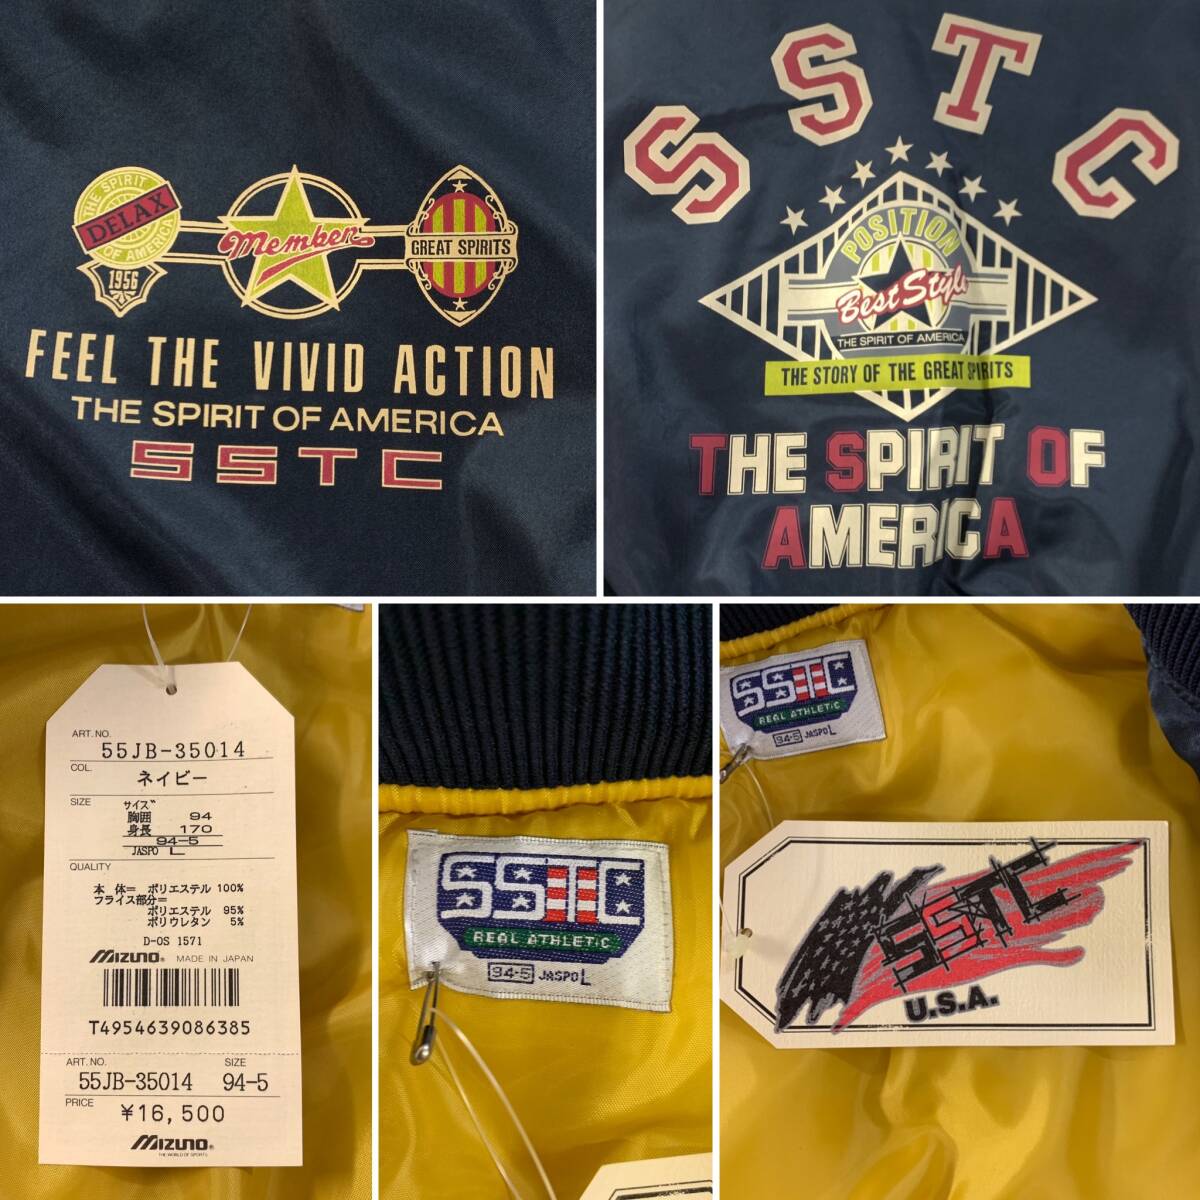 THE SPIRIT
DELAX
OF AMERICA
1956
Member
GREAT SPIRITS
FEEL THE VIVID ACTION
THE SPIRIT OF AMERICA
SSTC
SSTC
POSITION
Best Style
THE SPIRIT OF AMERICA
THE STORY OF THE GREAT SPIRITS
THE SPIRIT OF
AMERICA
ART.NO.
55JB-35014
COL.
ネイビー
SIZE
サイズ
胸囲 94
身長 170
94-5
JASPO L
QUALITY
本 体= ポリエステル 100%
フライス部分=
ポリエステル 95%
ポリウレタン 5%
D-OS 1571
MIZUNO® MADE IN JAPAN
T4954639086385
ART.NO. SIZE
55JB-35014 94-5
PRICE
¥16,500
MIZUNO®
THE WORLD OF SPORTS
SSTC
REAL ATHLETIC
94-5 JASPO L
SSTC
REAL ATHLETIC
94-5 JASPO L
SSTC
U.S.A.